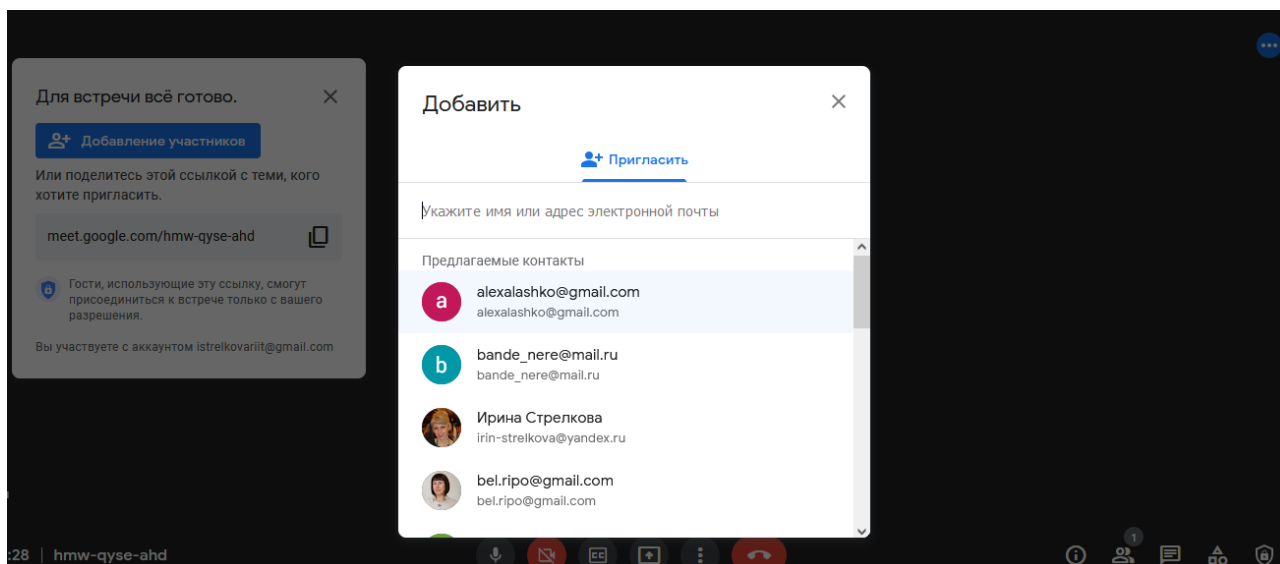 Для встречи всё готово.
Добавление участников
Или поделитесь этой ссылкой с теми, кого
хотите пригласить.
meet.google.com/hmw-qyse-ahd
Гости, использующие эту ссылку, смогут
присоединиться к встрече только с вашего
разрешения.
Вы участвуете с аккаунтом istrelkovariit@gmail.com
Добавить
Пригласить
Укажите имя или адрес электронной почты
Предлагаемые контакты
a
alexalashko@gmail.com
alexalashko@gmail.com
b
bande_nere@mail.ru
bande_nere@mail.ru
Ирина Стрелкова
irin-strelkova@yandex.ru
bel.ripo@gmail.com
bel.ripo@gmail.com
:28 | hmw-qyse-ahd
CC
1